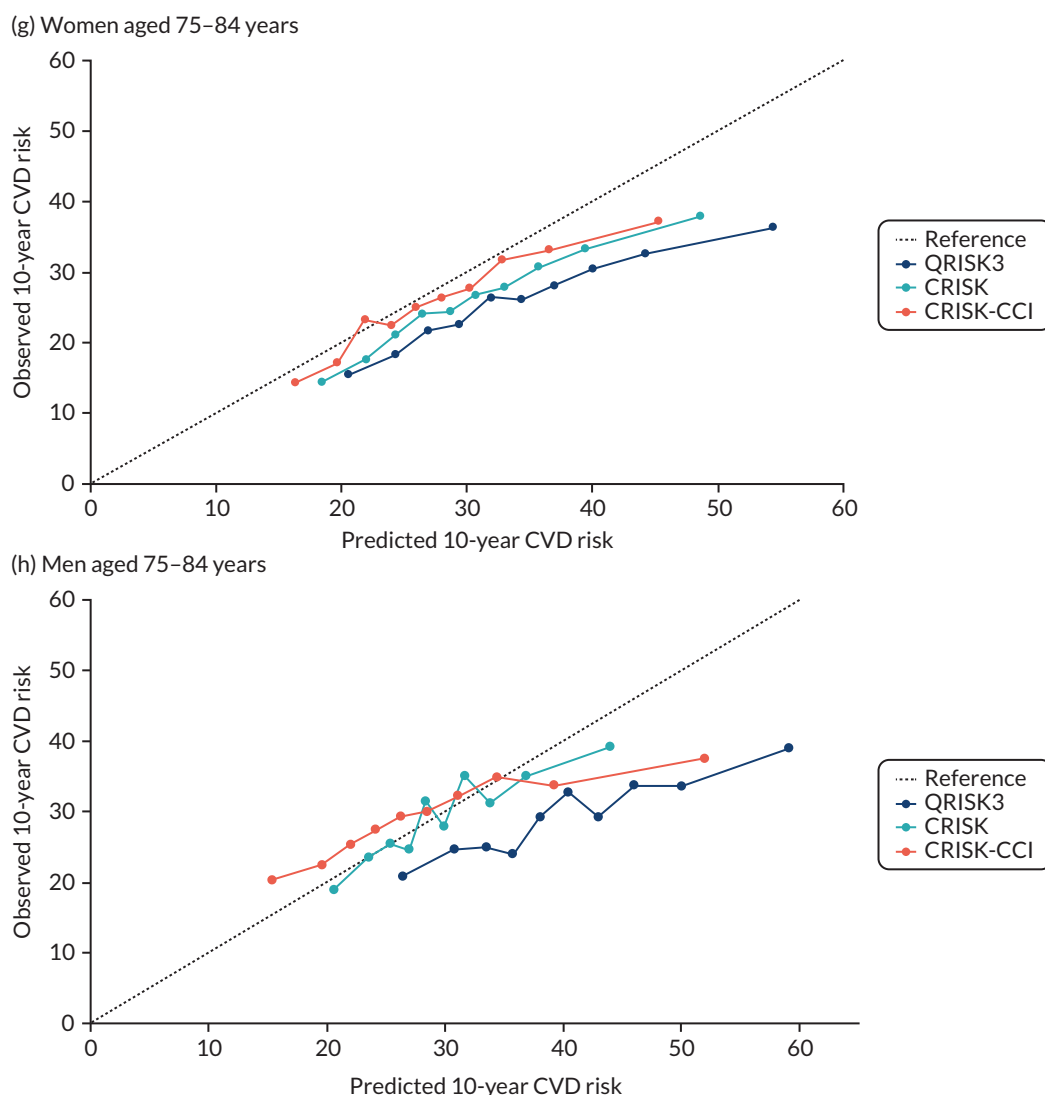 (g) Women aged 75–84 years
60
50
40
30
20
10
0
Observed 10-year CVD risk
0 10 20 30 40 50 60
Predicted 10-year CVD risk
Reference
QRISK3
CRISK
CRISK-CCI
(h) Men aged 75–84 years
60
50
40
30
20
10
0
Observed 10-year CVD risk
0 10 20 30 40 50 60
Predicted 10-year CVD risk
Reference
QRISK3
CRISK
CRISK-CCI